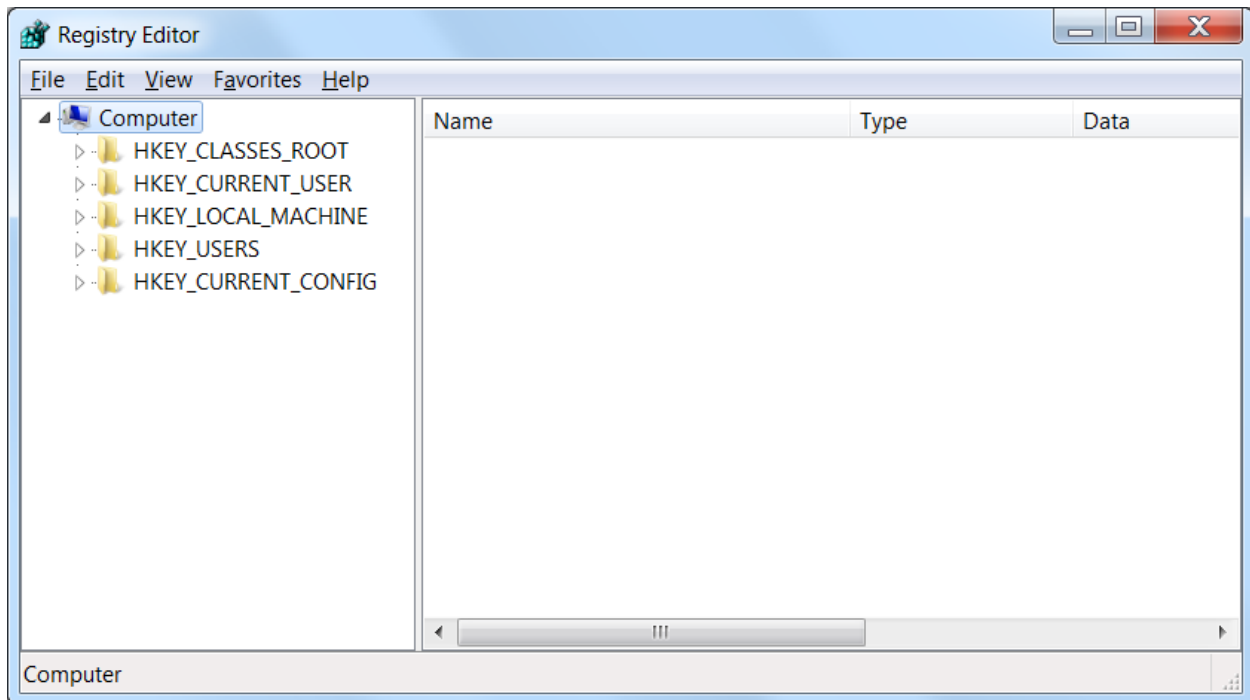 Registry Editor
File Edit View Favorites Help
Computer
HKEY_CLASSES_ROOT
HKEY_CURRENT_USER
HKEY_LOCAL_MACHINE
HKEY_USERS
HKEY_CURRENT_CONFIG
Name Type Data
Computer